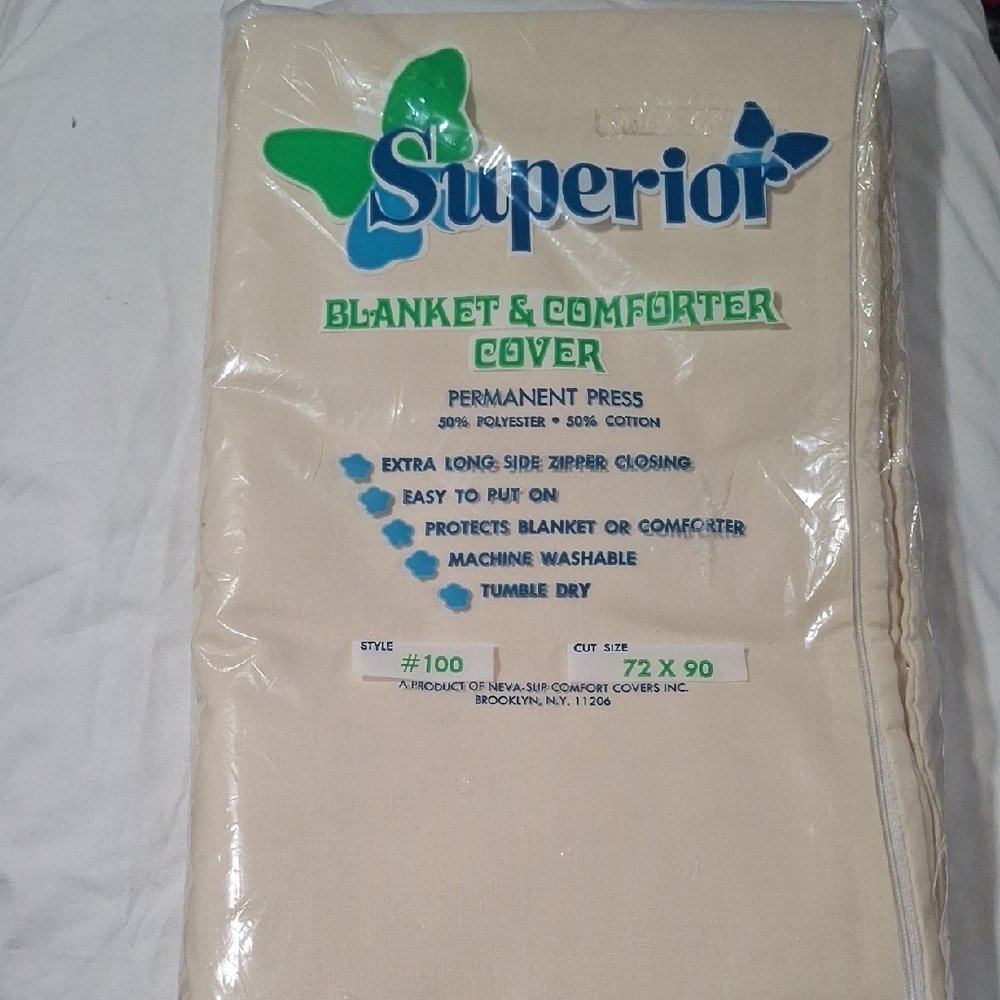 Superior
BLANKET & COMFORTER
COVER
PERMANENT PRESS
50% POLYESTER • 50% COTTON
EXTRA LONG SIDE ZIPPER CLOSING
EASY TO PUT ON
PROTECTS BLANKET OR COMFORTER
MACHINE WASHABLE
TUMBLE DRY
STYLE #100
CUT SIZE 72 X 90
A PRODUCT OF NEVA-SLIP COMFORT COVERS INC.
BROOKLYN, N.Y. 11206